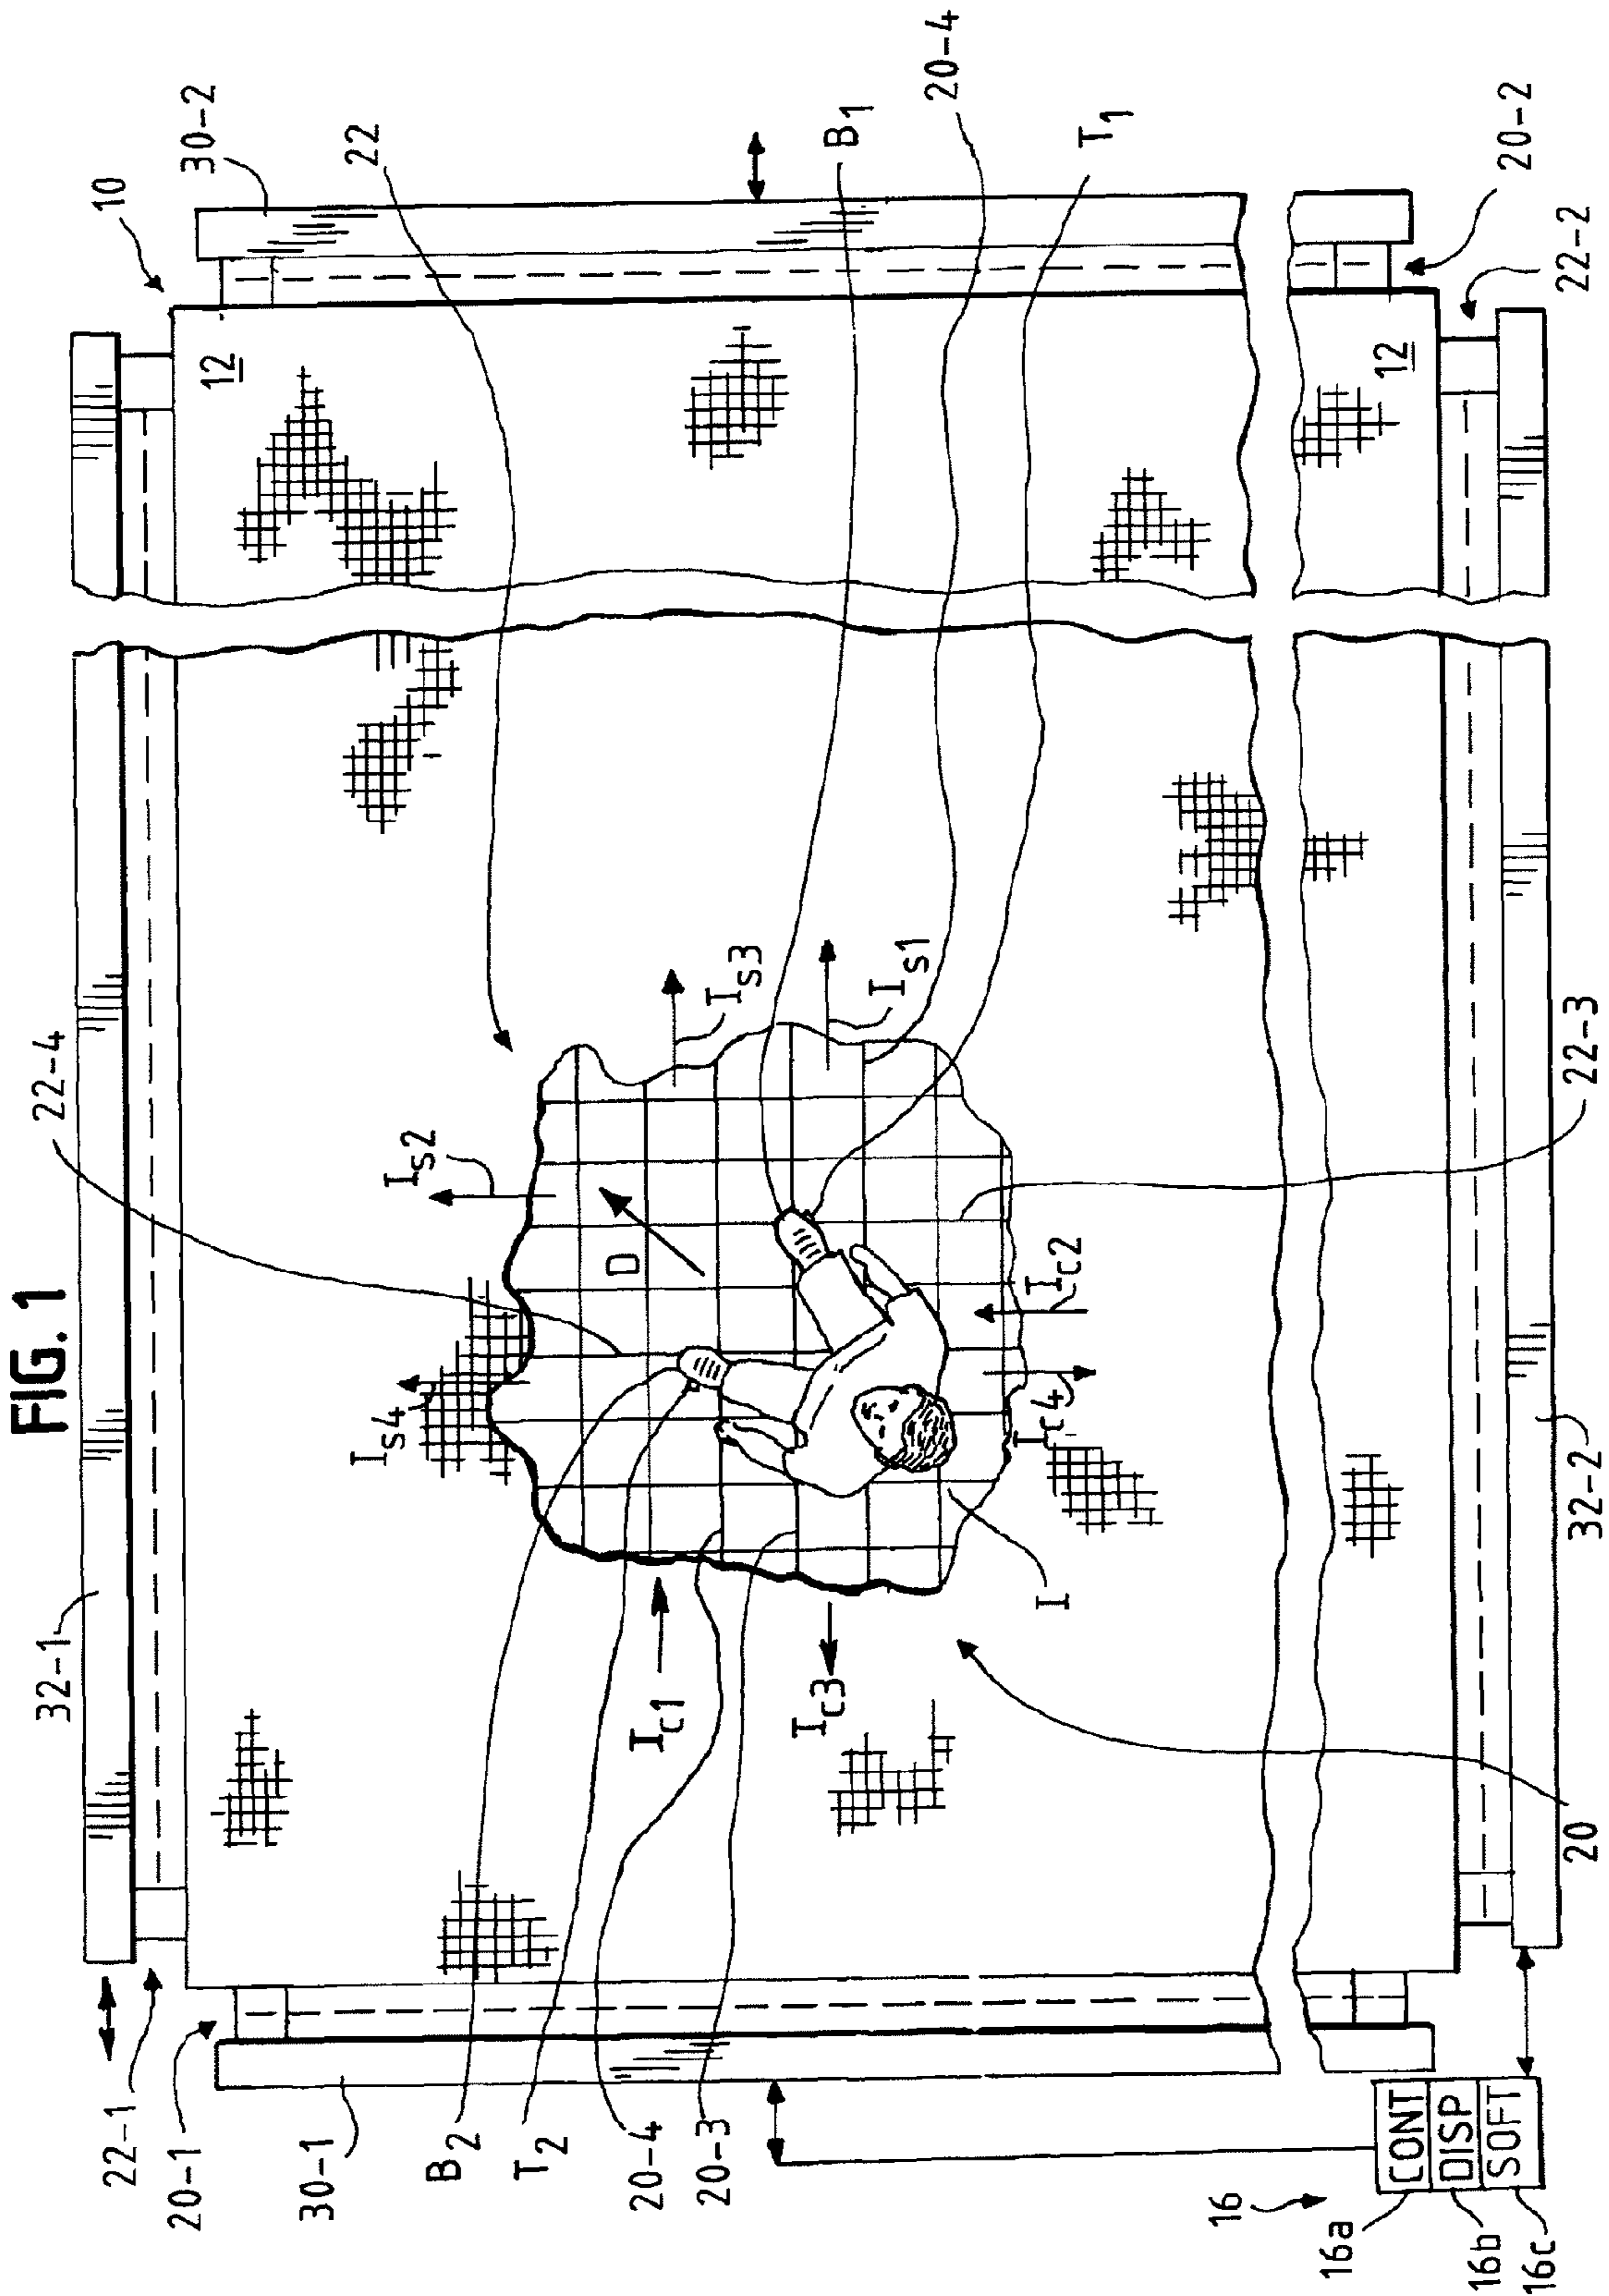 FIG. 1
10
30-2
22
B1
20-4
T1
20-2
22-2
12
12
22-4
Is2
Is3
Is1
D
Is4
Ic2
Ic4
22-3
32-1
32-2
I
Ic1
Ic3
20
22-1
20-1
30-1
B2
T2
20-4
20-3
16
16a
16b
16c
CONT
DISP
SOFT